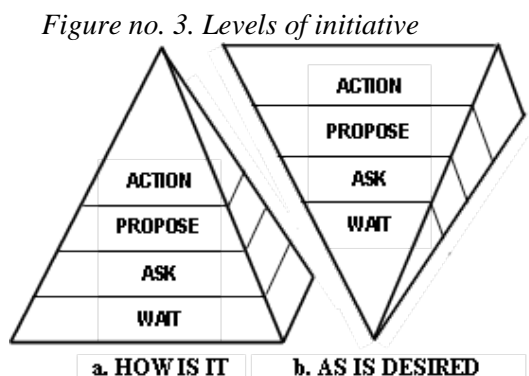 Figure no. 3. Levels of initiative
ACTION
PROPOSE
ASK
WAIT
a. HOW IS IT
ACTION
PROPOSE
ASK
WAIT
b. AS IS DESIRED